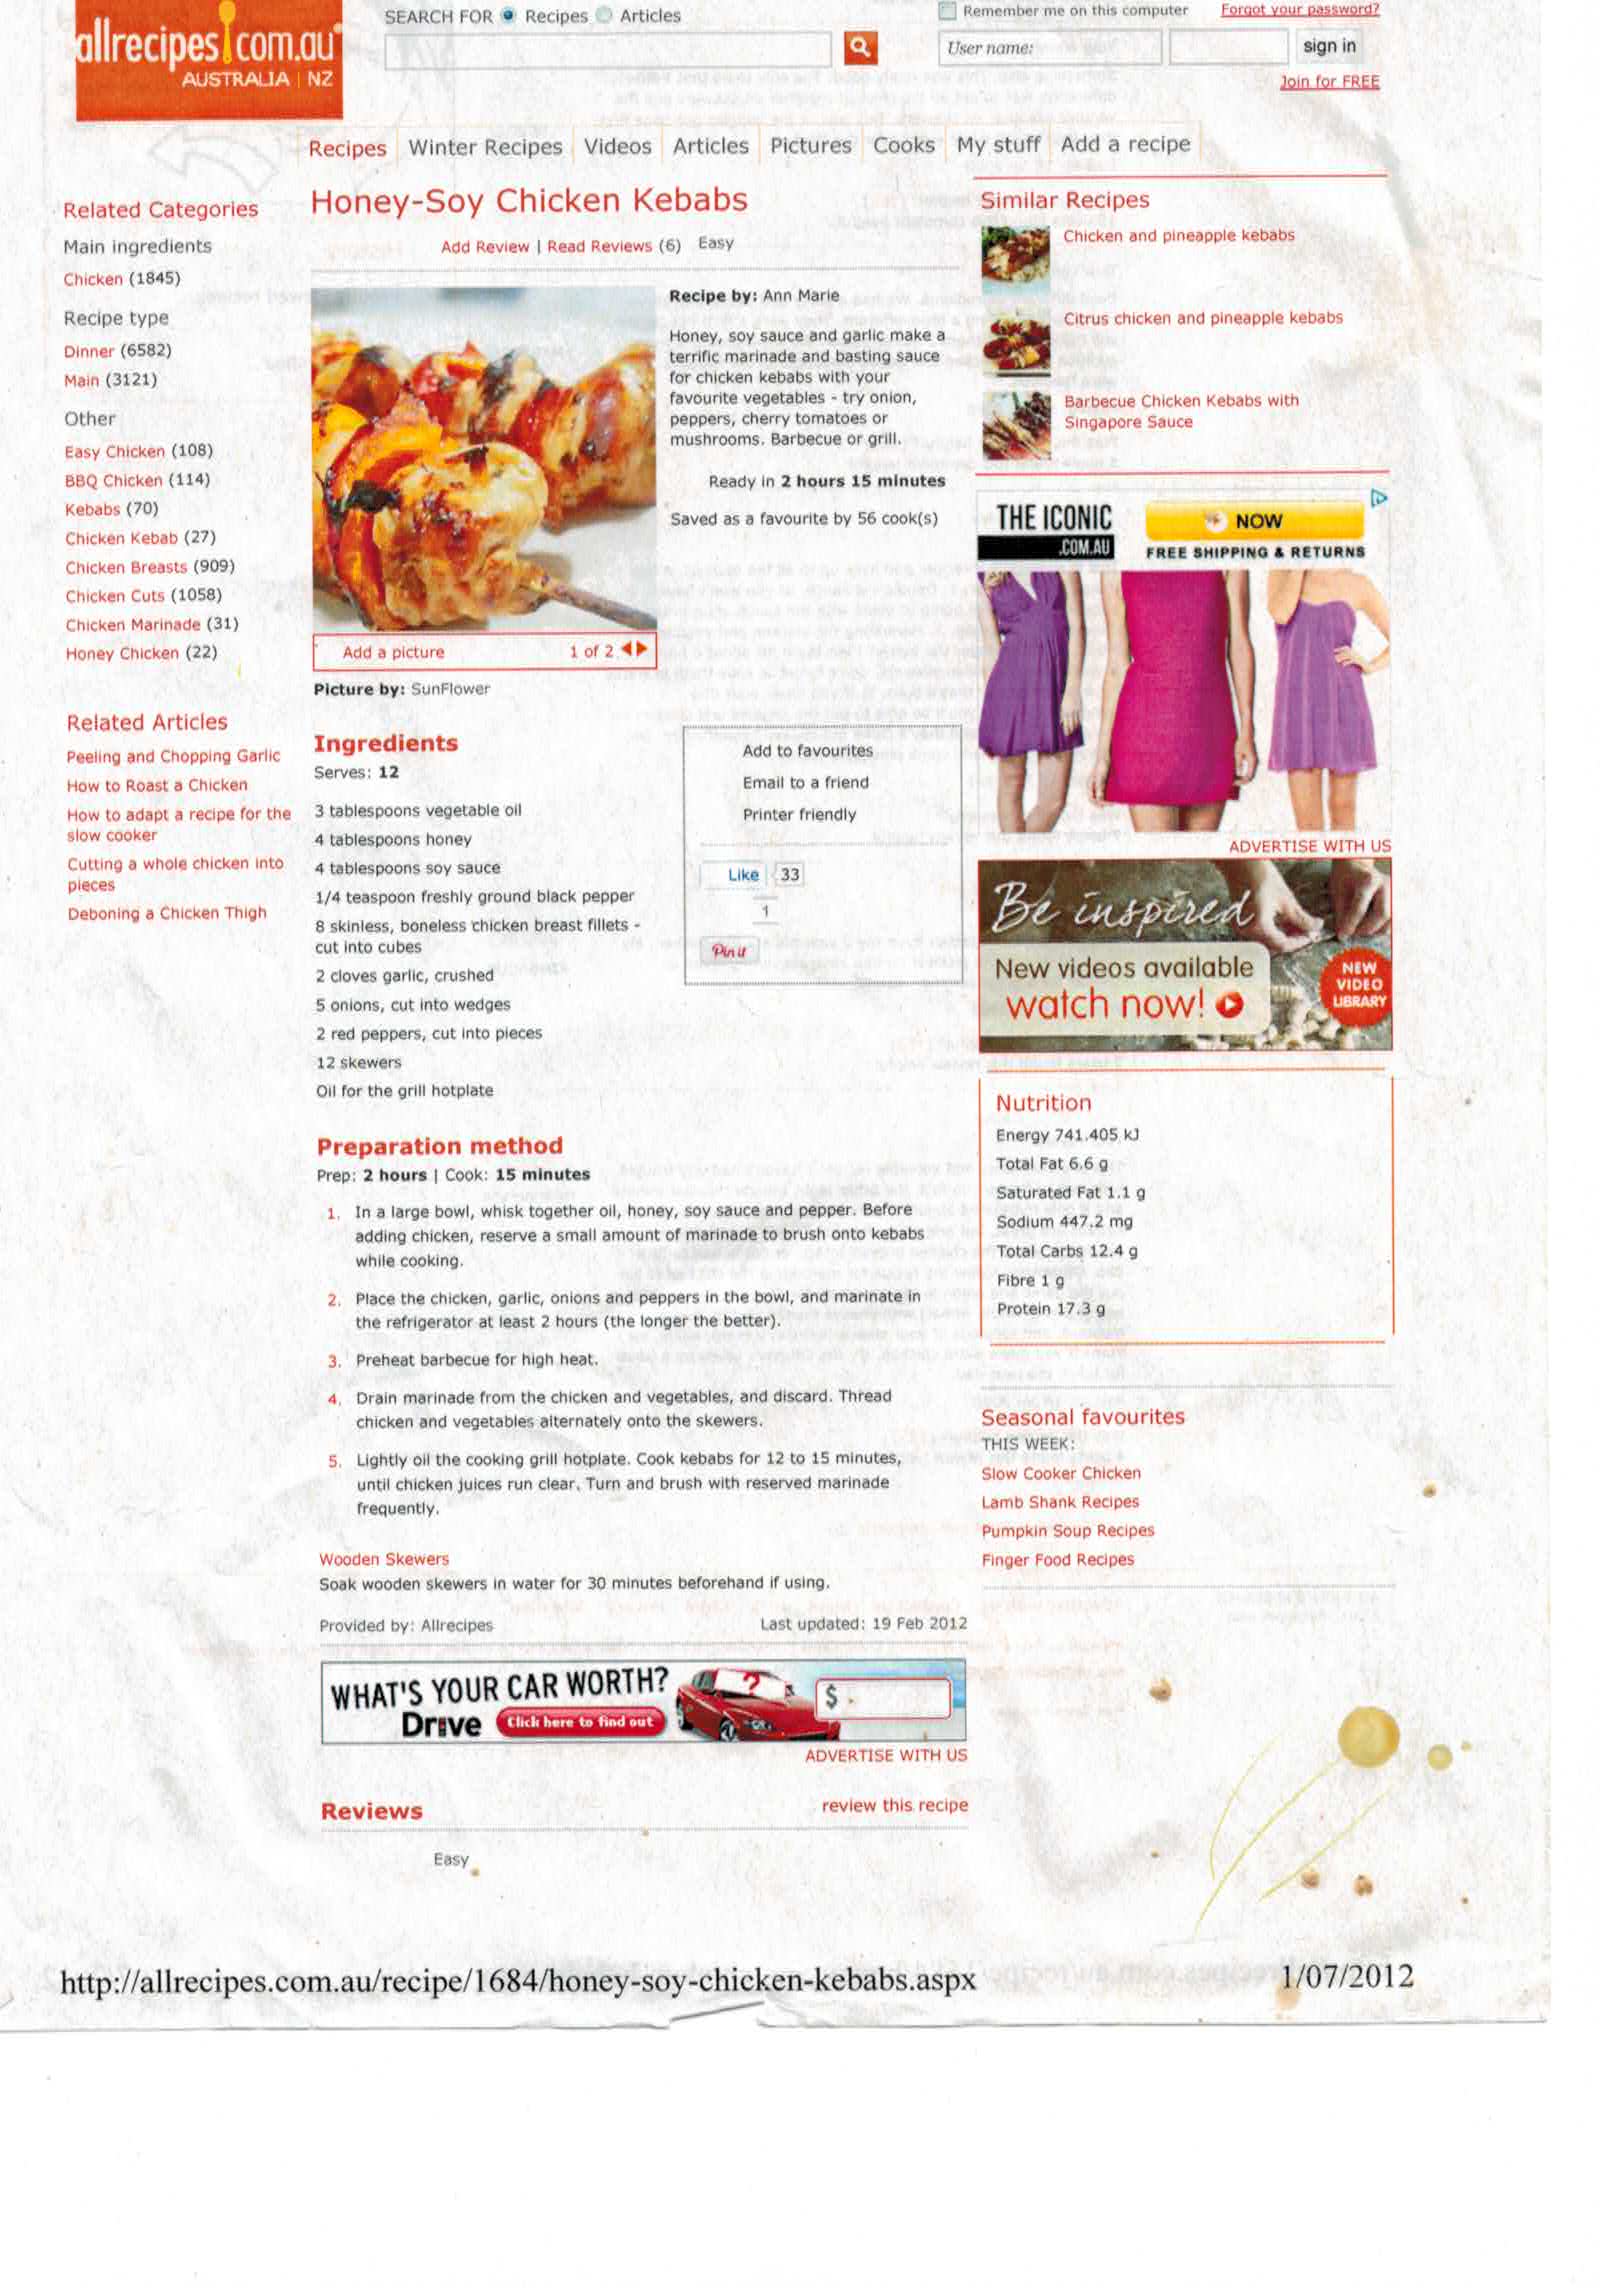 allrecipes.com.au
AUSTRALIA | NZ
SEARCH FOR Recipes Articles
Remember me on this computer Forgot your password?
User name: sign in
Join for FREE
Recipes Winter Recipes Videos Articles Pictures Cooks My stuff Add a recipe
Related Categories
Main ingredients
Chicken (1845)
Recipe type
Dinner (6582)
Main (3121)
Other
Easy Chicken (108)
BBQ Chicken (114)
Kebabs (70)
Chicken Kebab (27)
Chicken Breasts (909)
Chicken Cuts (1058)
Chicken Marinade (31)
Honey Chicken (22)
Related Articles
Peeling and Chopping Garlic
How to Roast a Chicken
How to adapt a recipe for the
slow cooker
Cutting a whole chicken into
pieces
Deboning a Chicken Thigh
Honey-Soy Chicken Kebabs
Add Review | Read Reviews (6) Easy
Recipe by: Ann Marie
Honey, soy sauce and garlic make a
terrific marinade and basting sauce
for chicken kebabs with your
favourite vegetables - try onion,
peppers, cherry tomatoes or
mushrooms. Barbecue or grill.
Ready in 2 hours 15 minutes
Saved as a favourite by 56 cook(s)
Add a picture 1 of 2
Picture by: SunFlower
Ingredients
Serves: 12
3 tablespoons vegetable oil
4 tablespoons honey
4 tablespoons soy sauce
1/4 teaspoon freshly ground black pepper
8 skinless, boneless chicken breast fillets -
cut into cubes
2 cloves garlic, crushed
5 onions, cut into wedges
2 red peppers, cut into pieces
12 skewers
Oil for the grill hotplate
Add to favourites
Email to a friend
Printer friendly
Like 33
1
Pin it
Preparation method
Prep: 2 hours | Cook: 15 minutes
1. In a large bowl, whisk together oil, honey, soy sauce and pepper. Before
adding chicken, reserve a small amount of marinade to brush onto kebabs
while cooking.
2. Place the chicken, garlic, onions and peppers in the bowl, and marinate in
the refrigerator at least 2 hours (the longer the better).
3. Preheat barbecue for high heat.
4. Drain marinade from the chicken and vegetables, and discard. Thread
chicken and vegetables alternately onto the skewers.
5. Lightly oil the cooking grill hotplate. Cook kebabs for 12 to 15 minutes,
until chicken juices run clear. Turn and brush with reserved marinade
frequently.
Wooden Skewers
Soak wooden skewers in water for 30 minutes beforehand if using.
Provided by: Allrecipes Last updated: 19 Feb 2012
WHAT'S YOUR CAR WORTH?
Drive Click here to find out
?
$
ADVERTISE WITH US
Reviews review this recipe
Easy
Similar Recipes
Chicken and pineapple kebabs
Citrus chicken and pineapple kebabs
Barbecue Chicken Kebabs with
Singapore Sauce
THE ICONIC
.COM.AU
NOW
FREE SHIPPING & RETURNS
ADVERTISE WITH US
Be inspired
New videos available
watch now!
NEW
VIDEO
LIBRARY
Nutrition
Energy 741.405 kJ
Total Fat 6.6 g
Saturated Fat 1.1 g
Sodium 447.2 mg
Total Carbs 12.4 g
Fibre 1 g
Protein 17.3 g
Seasonal favourites
THIS WEEK:
Slow Cooker Chicken
Lamb Shank Recipes
Pumpkin Soup Recipes
Finger Food Recipes
http://allrecipes.com.au/recipe/1684/honey-soy-chicken-kebabs.aspx 1/07/2012